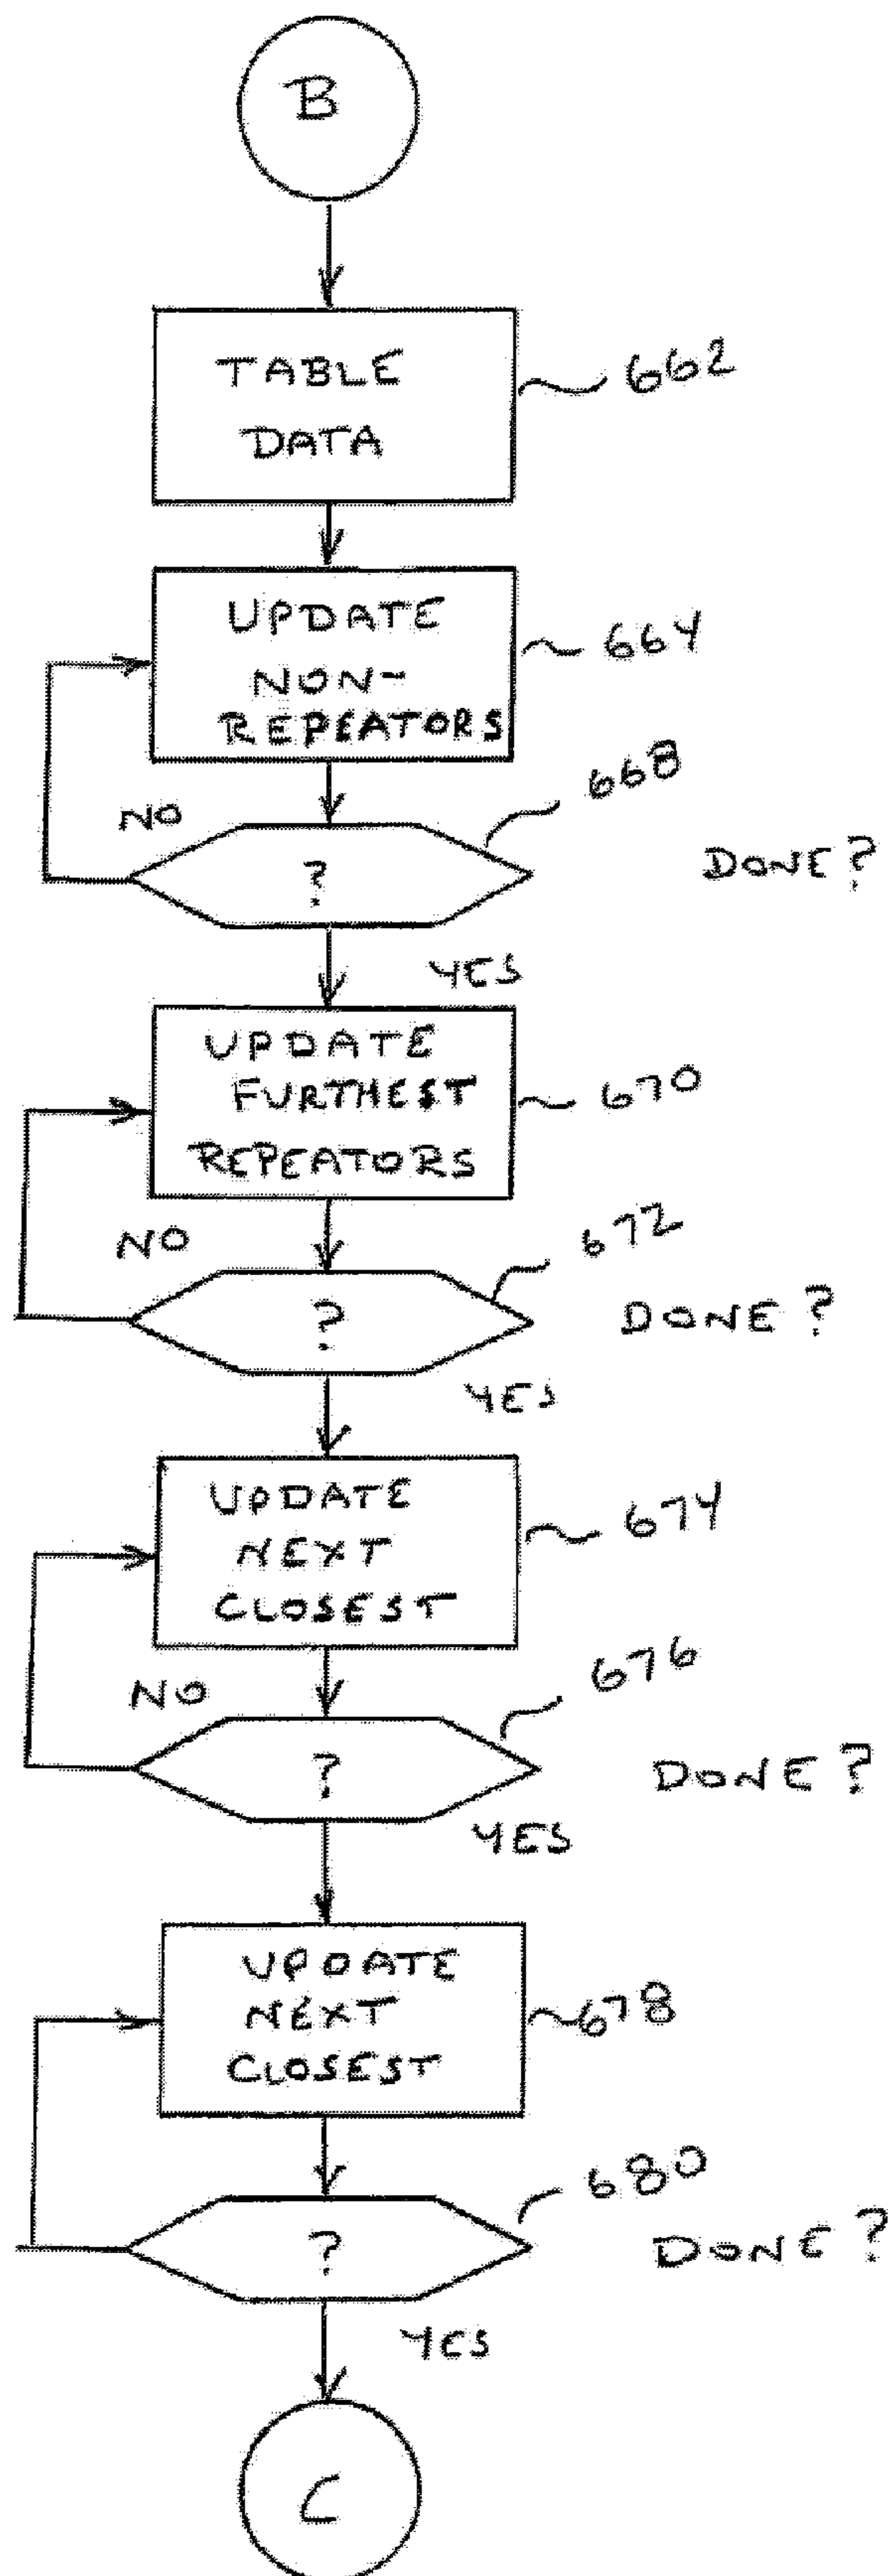 B
TABLE
DATA
662
UPDATE
NON-
REPEATORS
664
668
NO
?
DONE?
YES
UPDATE
FURTHEST
REPEATORS
670
672
NO
?
DONE?
YES
UPDATE
NEXT
CLOSEST
674
676
NO
?
DONE?
YES
UPDATE
NEXT
CLOSEST
678
680
?
DONE?
YES
C